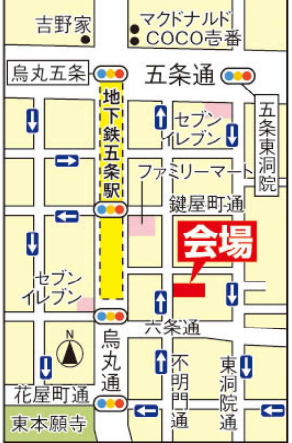 吉野家
マクドナルド
COCO壱番
烏丸五条
五条通
地下鉄五条駅
セブン
イレブン
五条東洞院
ファミリーマート
鍵屋町通
会場
セブン
イレブン
N
烏丸通
六条通
不明門通
東洞院通
花屋町通
東本願寺